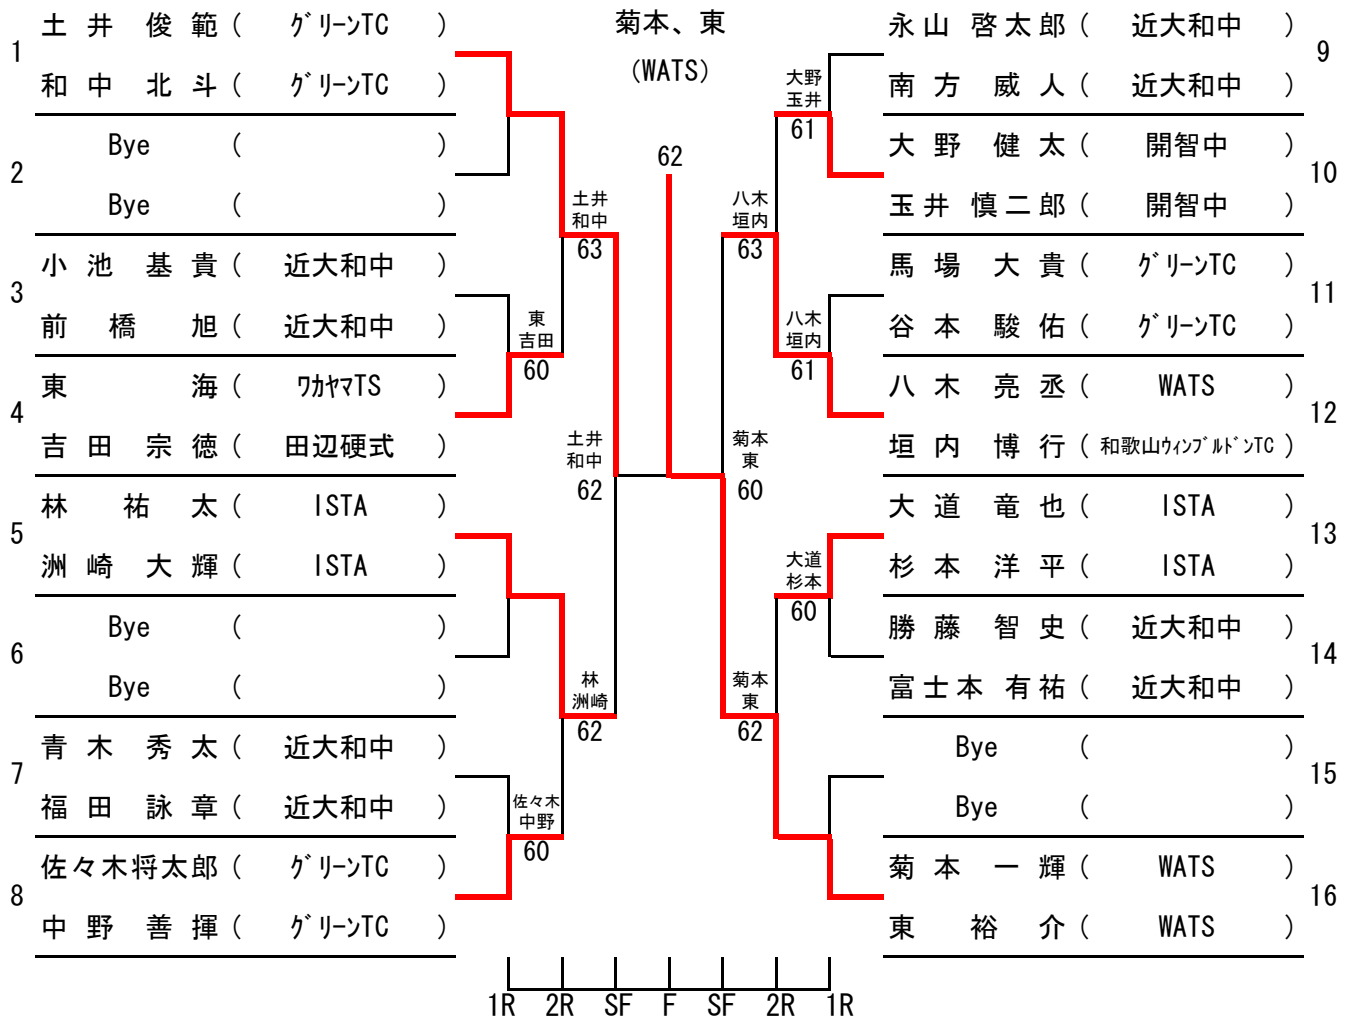 菊本、東
(WATS)
62
1
土井 俊範 ( グリーンTC )
和中 北斗 ( グリーンTC )
2
Bye ( )
Bye ( )
3
小池 基貴 ( 近大和中 )
前橋 旭 ( 近大和中 )
4
東 海 ( ワカヤマTS )
吉田 宗徳 ( 田辺硬式 )
5
林 祐太 ( ISTA )
洲崎 大輝 ( ISTA )
6
Bye ( )
Bye ( )
7
青木 秀太 ( 近大和中 )
福田 詠章 ( 近大和中 )
8
佐々木将太郎 ( グリーンTC )
中野 善揮 ( グリーンTC )
東
吉田
60
佐々木
中野
60
土井
和中
63
林
洲崎
62
土井
和中
62
菊本
東
60
八木
垣内
63
菊本
東
62
大野
玉井
61
八木
垣内
61
大道
杉本
60
永山 啓太郎 ( 近大和中 )
南方 威人 ( 近大和中 )
9
大野 健太 ( 開智中 )
玉井 慎二郎 ( 開智中 )
10
馬場 大貴 ( グリーンTC )
谷本 駿佑 ( グリーンTC )
11
八木 亮丞 ( WATS )
垣内 博行 ( 和歌山ウィンブルドンTC )
12
大道 竜也 ( ISTA )
杉本 洋平 ( ISTA )
13
勝藤 智史 ( 近大和中 )
富士本 有祐 ( 近大和中 )
14
Bye ( )
Bye ( )
15
菊本 一輝 ( WATS )
東 裕介 ( WATS )
16
1R 2R SF F SF 2R 1R